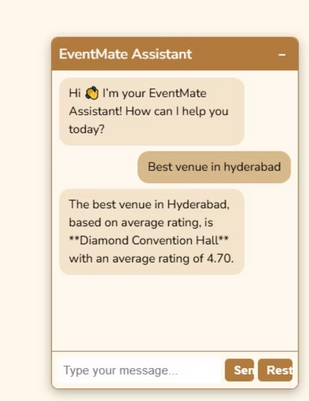 EventMate Assistant –
Hi 👏 I'm your EventMate
Assistant! How can I help you
today?
Best venue in hyderabad
The best venue in Hyderabad,
based on average rating, is
**Diamond Convention Hall**
with an average rating of 4.70.
Type your message... Sen Rest